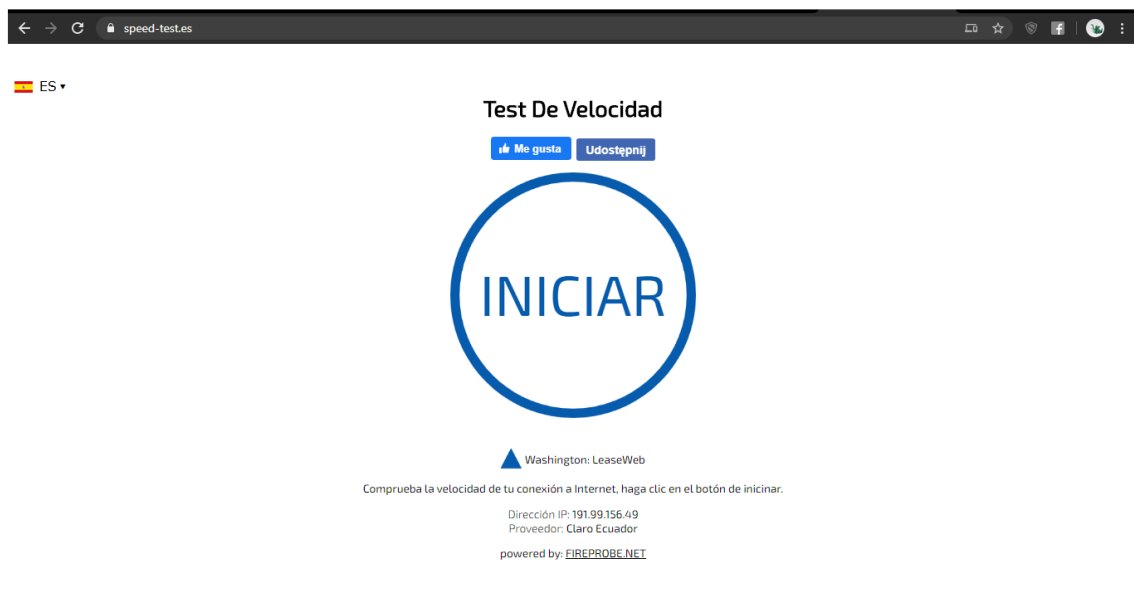 speed-test.es
ES
Test De Velocidad
Me gusta Udostępnij
INICIAR
Washington: LeaseWeb
Comprueba la velocidad de tu conexión a Internet, haga clic en el botón de inicinar.
Dirección IP: 191.99.156.49
Proveedor: Claro Ecuador
powered by: FIREPROBE.NET